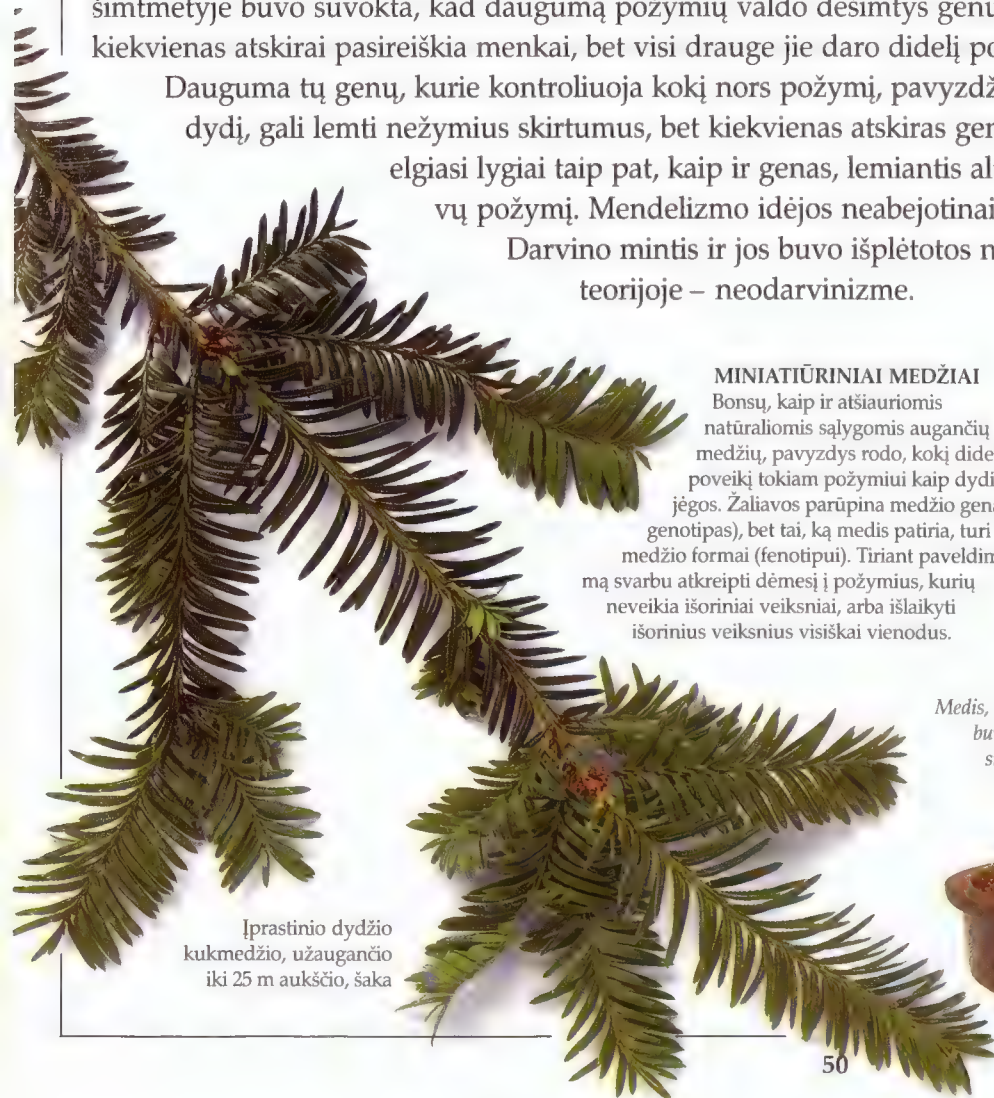 šimtmetyje buvo suvokta, kad daugumą požymių valdo dešimtys genų
kiekvienas atskirai pasireiškia menkai, bet visi drauge jie daro didelį po
Dauguma tų genų, kurie kontroliuoja kokį nors požymį, pavyzdž
dydį, gali lemti nežymius skirtumus, bet kiekvienas atskiras gen
elgiasi lygiai taip pat, kaip ir genas, lemiantis al
vų požymį. Mendelizmo idėjos neabejotinai
Darvino mintis ir jos buvo išplėtotos n
teorijoje – neodarvinizme.
MINIATIŪRINIAI MEDŽIAI
Bonsų, kaip ir atšiauriomis
natūraliomis sąlygomis augančių
medžių, pavyzdys rodo, kokį dide
poveikį tokiam požymiui kaip dydi
jėgos. Žaliavos parūpina medžio gen
genotipas), bet tai, ką medis patiria, turi
medžio formai (fenotipui). Tiriant paveldim
mą svarbu atkreipti dėmesį į požymius, kurių
neveikia išoriniai veiksniai, arba išlaikyti
išorinius veiksnius visiškai vienodus.
Medis,
bu
s
Įprastinio dydžio
kukmedžio, užaugančio
iki 25 m aukščio, šaka
50